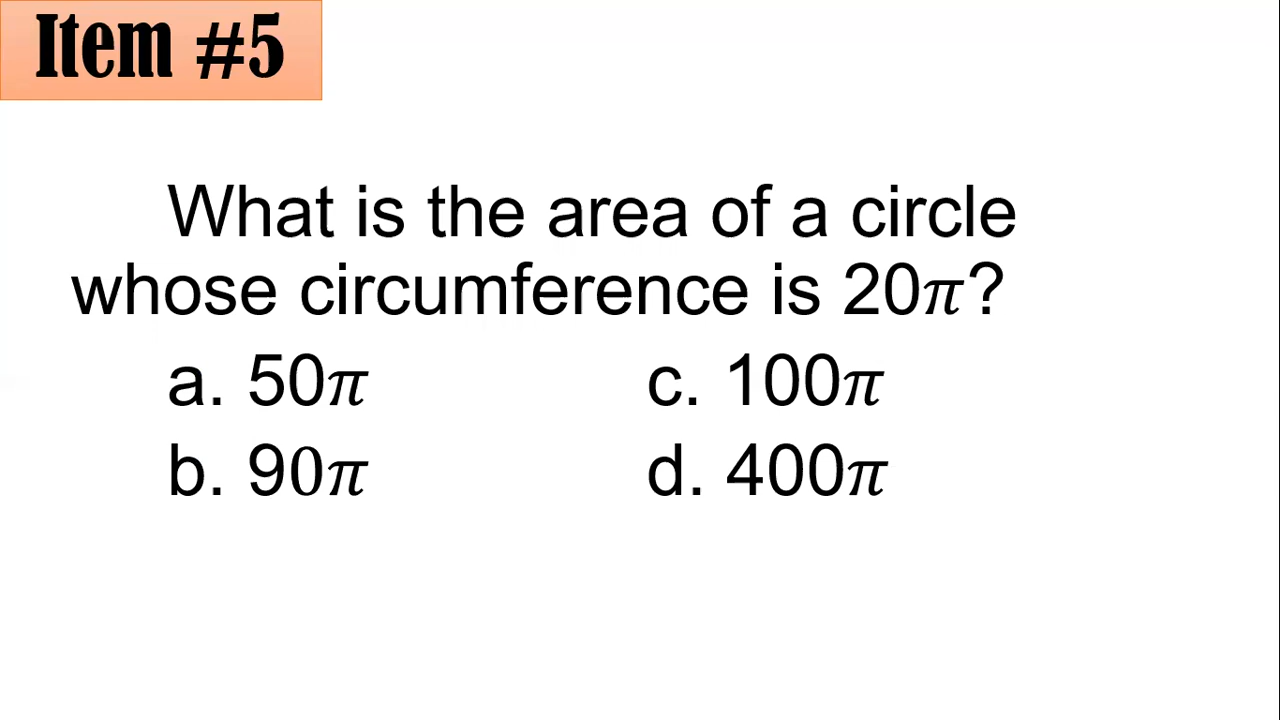 Item #5
What is the area of a circle
whose circumference is 20𝜋?
a. 50𝜋 c. 100𝜋
b. 90𝜋 d. 400𝜋